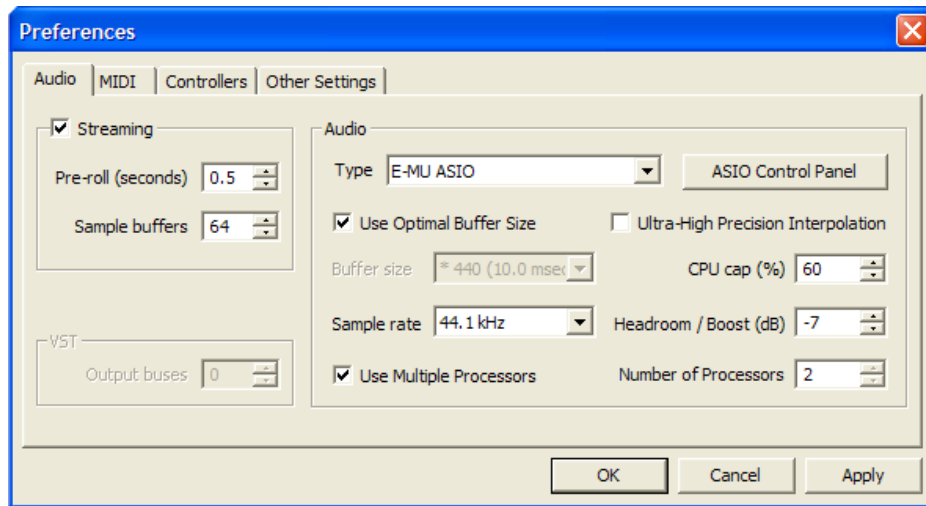 Preferences
Audio MIDI Controllers Other Settings
Streaming
Pre-roll (seconds) 0.5
Sample buffers 64
VST
Output buses 0
Audio
Type E-MU ASIO ASIO Control Panel
Use Optimal Buffer Size Ultra-High Precision Interpolation
Buffer size * 440 (10.0 msec CPU cap (%) 60
Sample rate 44.1 kHz Headroom / Boost (dB) -7
Use Multiple Processors Number of Processors 2
OK Cancel Apply